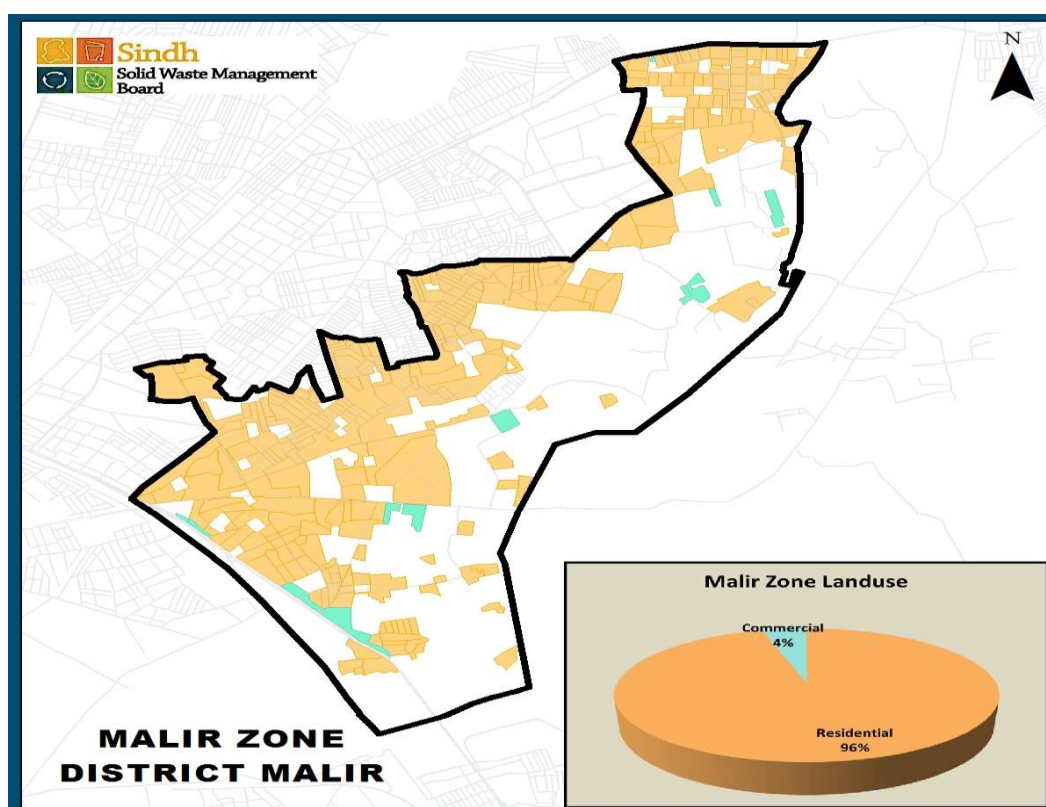 Sindh
Solid Waste Management
Board
N
Malir Zone Landuse
Commercial
4%
Residential
96%
MALIR ZONE
DISTRICT MALIR